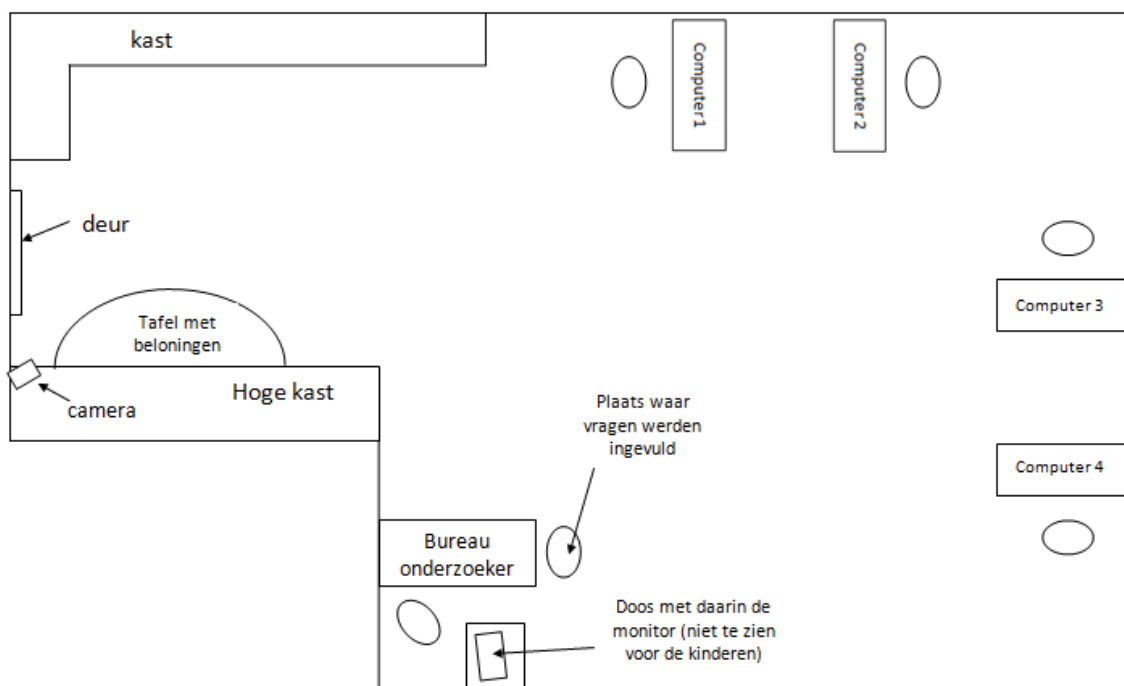 kast
Computer 1
Computer 2
deur
Computer 3
Tafel met
beloningen
Hoge kast
camera
Plaats waar
vragen werden
ingevuld
Computer 4
Bureau
onderzoeker
Doos met daarin de
monitor (niet te zien
voor de kinderen)